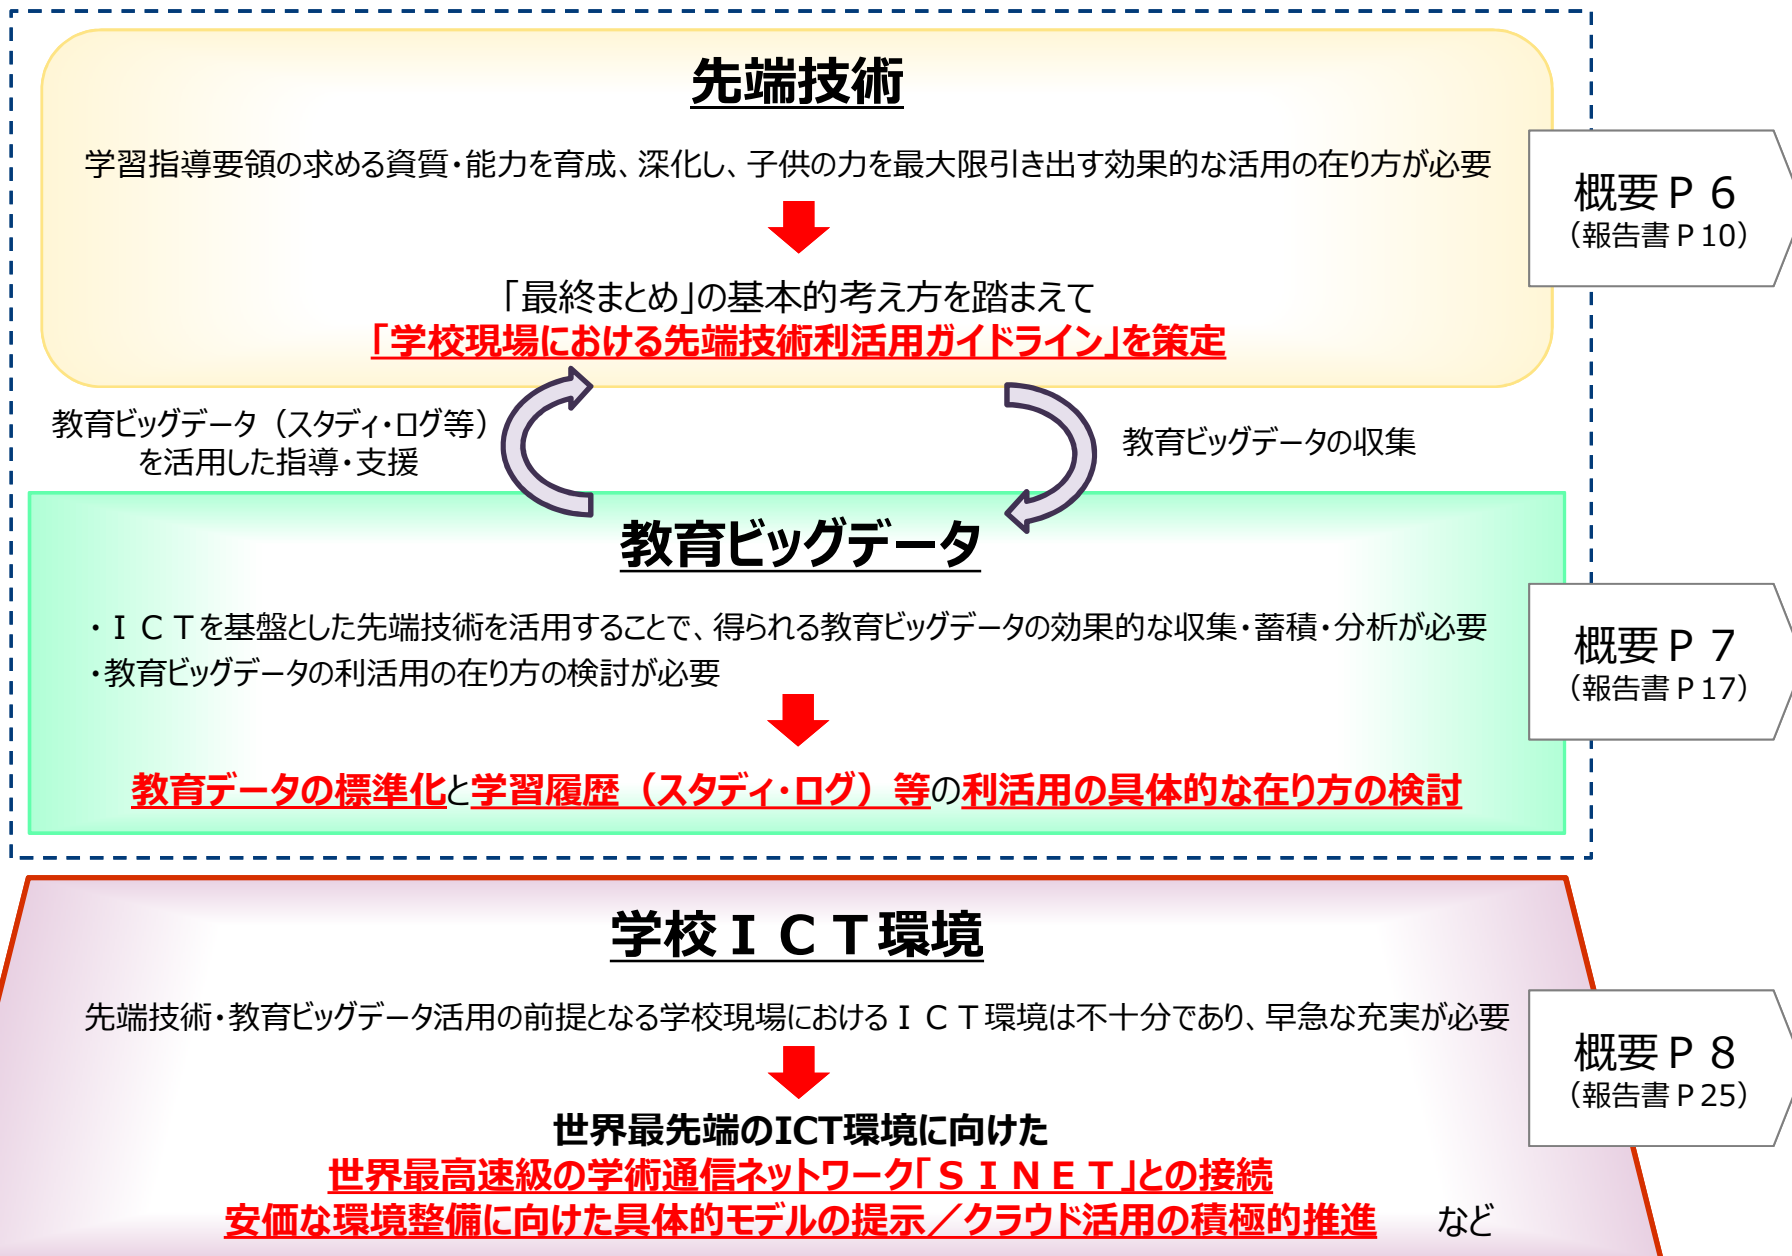 先端技術
学習指導要領の求める資質・能力を育成、深化し、子供の力を最大限引き出す効果的な活用の在り方が必要
概要Ｐ６
（報告書Ｐ10）
「最終まとめ」の基本的考え方を踏まえて
「学校現場における先端技術利活用ガイドライン」を策定
教育ビッグデータ（スタディ・ログ等）
を活用した指導・支援
教育ビッグデータの収集
教育ビッグデータ
・ＩＣＴを基盤とした先端技術を活用することで、得られる教育ビッグデータの効果的な収集・蓄積・分析が必要
・教育ビッグデータの利活用の在り方の検討が必要
概要Ｐ７
（報告書Ｐ17）
教育データの標準化と学習履歴（スタディ・ログ）等の利活用の具体的な在り方の検討
学校ＩＣＴ環境
先端技術・教育ビッグデータ活用の前提となる学校現場におけるＩＣＴ環境は不十分であり、早急な充実が必要
概要Ｐ８
（報告書Ｐ25）
世界最先端のICT環境に向けた
世界最高速級の学術通信ネットワーク「ＳＩＮＥＴ」との接続
安価な環境整備に向けた具体的モデルの提示／クラウド活用の積極的推進　など